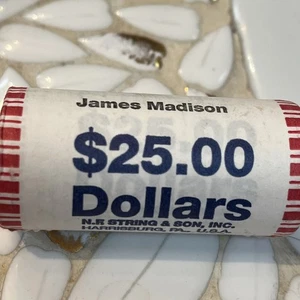 James Madison
$25.00
Dollars
N.F. STRING & SON, INC.
HARRISBURG, PA., U.S.A.